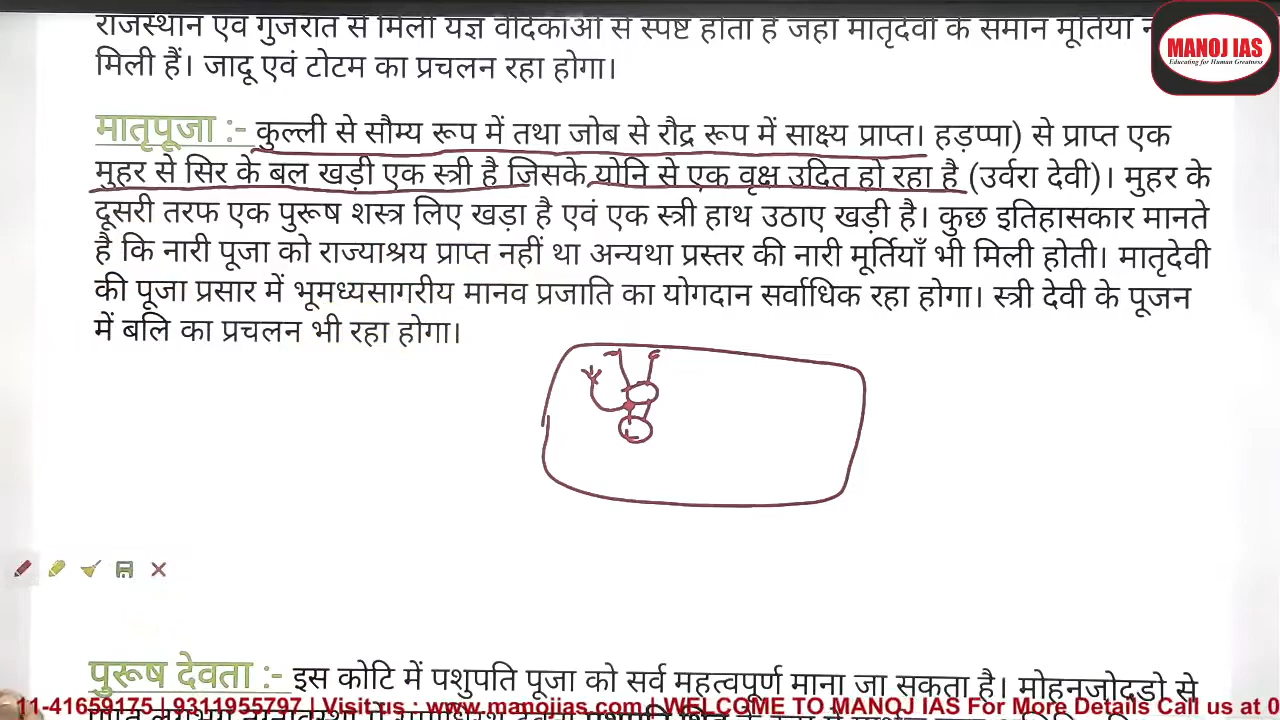 राजस्थान एवं गुजरात से मिली यज्ञ वेदिकाओं से स्पष्ट होता है जहां मातृदेवी के समान मूर्तियां
मिली हैं। जादू एवं टोटम का प्रचलन रहा होगा।
मातृपूजा :- कुल्ली से सौम्य रूप में तथा जोब से रौद्र रूप में साक्ष्य प्राप्त। हड़प्पा) से प्राप्त एक
मुहर से सिर के बल खड़ी एक स्त्री है जिसके योनि से एक वृक्ष उदित हो रहा है (उर्वरा देवी)। मुहर के
दूसरी तरफ एक पुरूष शस्त्र लिए खड़ा है एवं एक स्त्री हाथ उठाए खड़ी है। कुछ इतिहासकार मानते
है कि नारी पूजा को राज्याश्रय प्राप्त नहीं था अन्यथा प्रस्तर की नारी मूर्तियाँ भी मिली होती। मातृदेवी
की पूजा प्रसार में भूमध्यसागरीय मानव प्रजाति का योगदान सर्वाधिक रहा होगा। स्त्री देवी के पूजन
में बलि का प्रचलन भी रहा होगा।
पुरूष देवता :- इस कोटि में पशुपति पूजा को सर्व महत्वपूर्ण माना जा सकता है। मोहनजोदडो से
MANOJ IAS
Educating for Human Greatness
11-41659175 , 9311955797 , Visit us : www.manojias.com , WELCOME TO MANOJ IAS For More Details Call us at 0